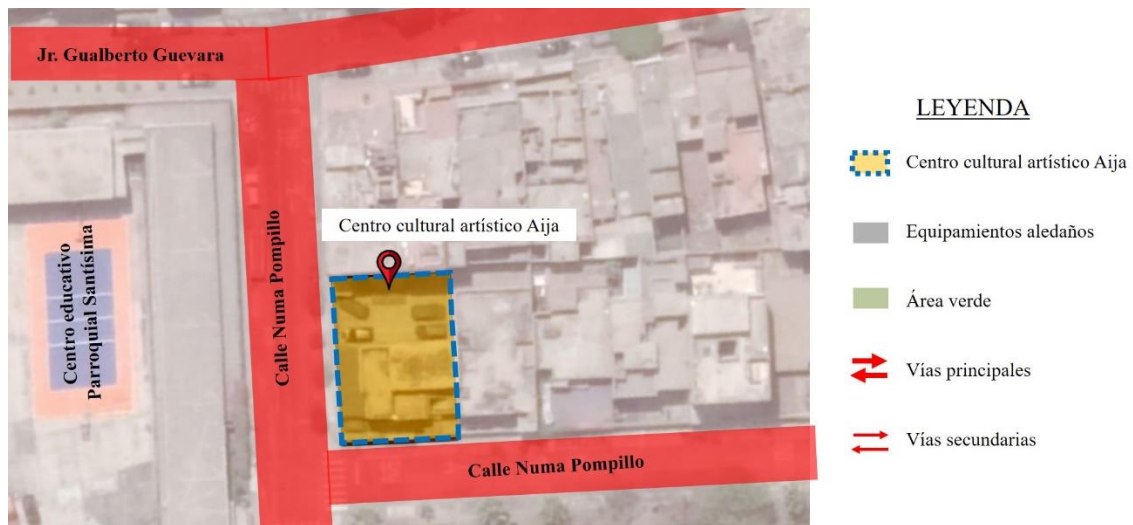 Jr. Gualberto Guevara
Calle Numa Pompillo
Centro cultural artístico Aija
Centro educativo
Parroquial Santísima
Calle Numa Pompillo
LEYENDA
Centro cultural artístico Aija
Equipamientos aledaños
Área verde
Vías principales
Vías secundarias